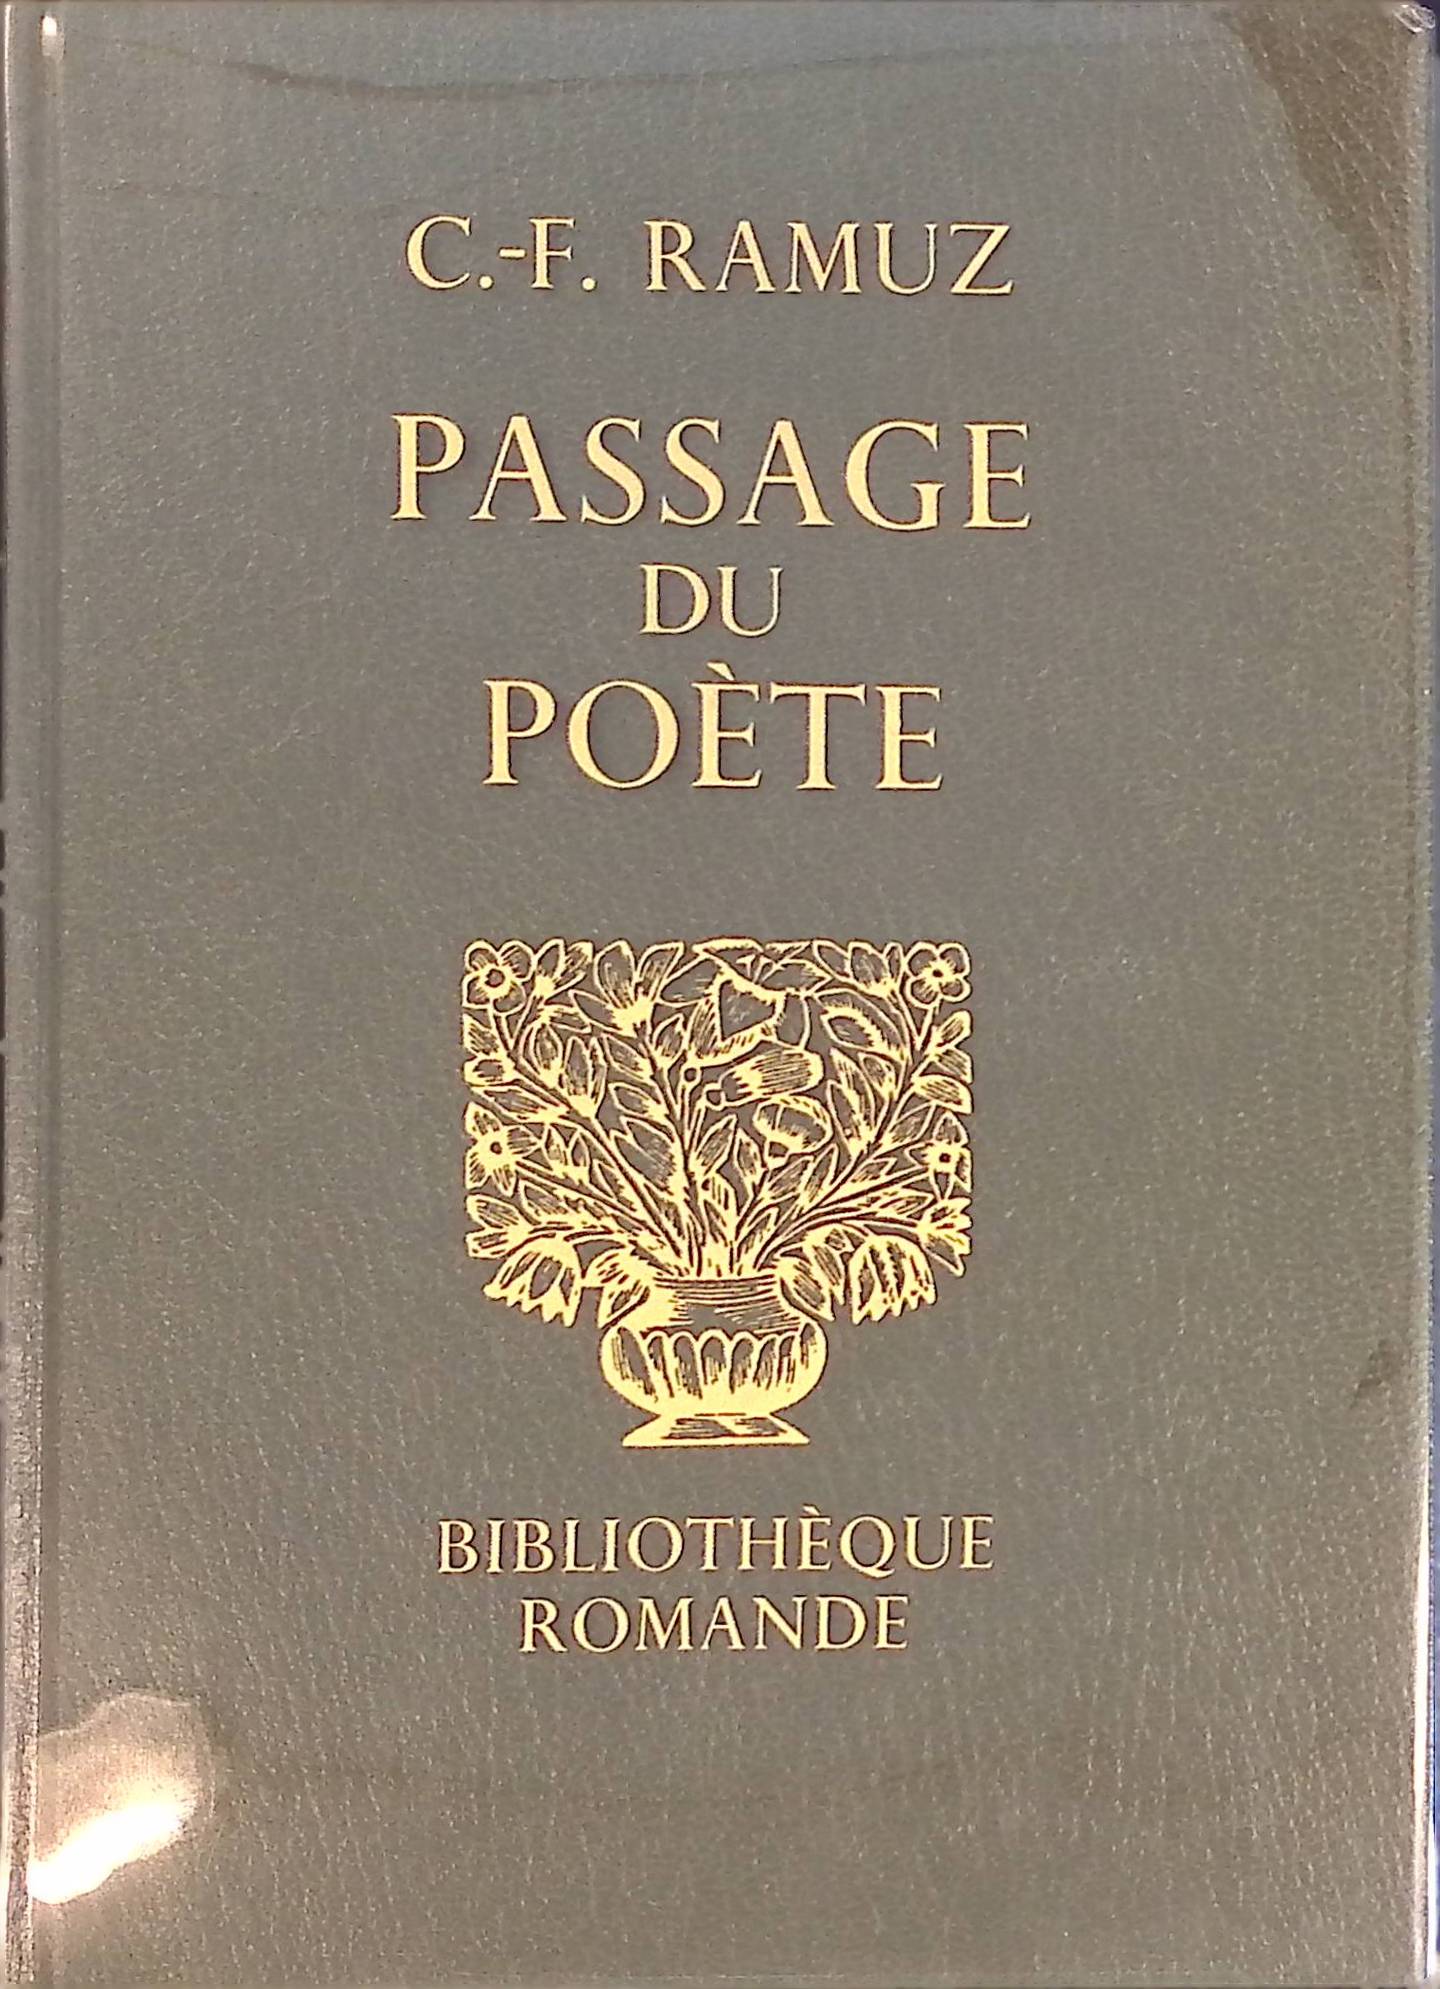 C.-F. RAMUZ
PASSAGE
DU
POÈTE
BIBLIOTHÈQUE
ROMANDE